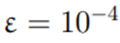 ε = 10⁻⁴